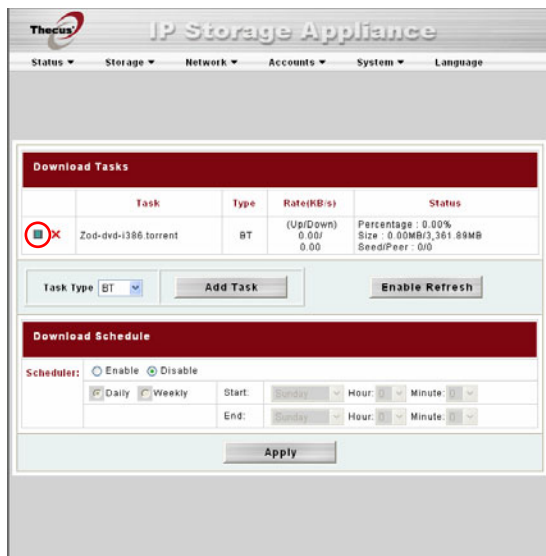 Thecus IP Storage Appliance
Status Storage Network Accounts System Language
Download Tasks
Task Type Rate(KB/s) Status
Zod-dvd-i386.torrent BT (Up/Down) 0.00/ 0.00 Percentage : 0.00%
Size : 0.00MB/3,361.89MB
Seed/Peer : 0/0
Task Type BT Add Task Enable Refresh
Download Schedule
Scheduler: Enable Disable
Daily Weekly Start: Sunday Hour: 0 Minute: 0
End: Sunday Hour: 0 Minute: 0
Apply